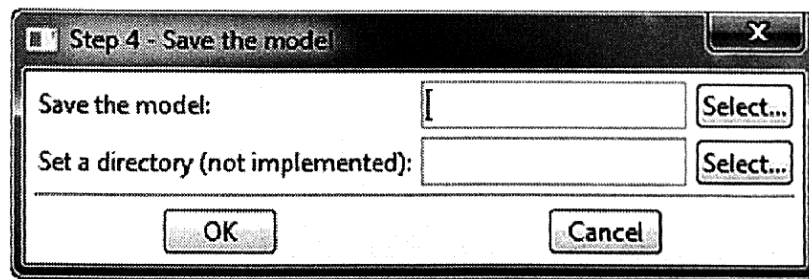 Step 4 - Save the model
Save the model: Select...
Set a directory (not implemented): Select...
OK Cancel